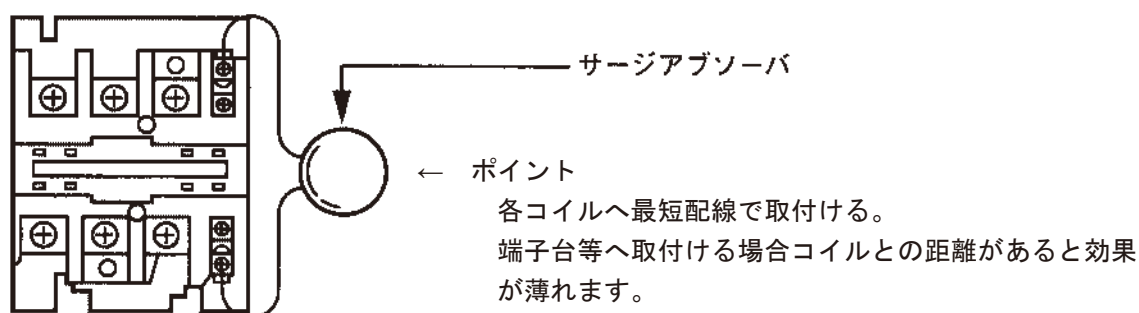 サージアブソーバ
← ポイント
各コイルへ最短配線で取付ける。
端子台等へ取付ける場合コイルとの距離があると効果
が薄れます。